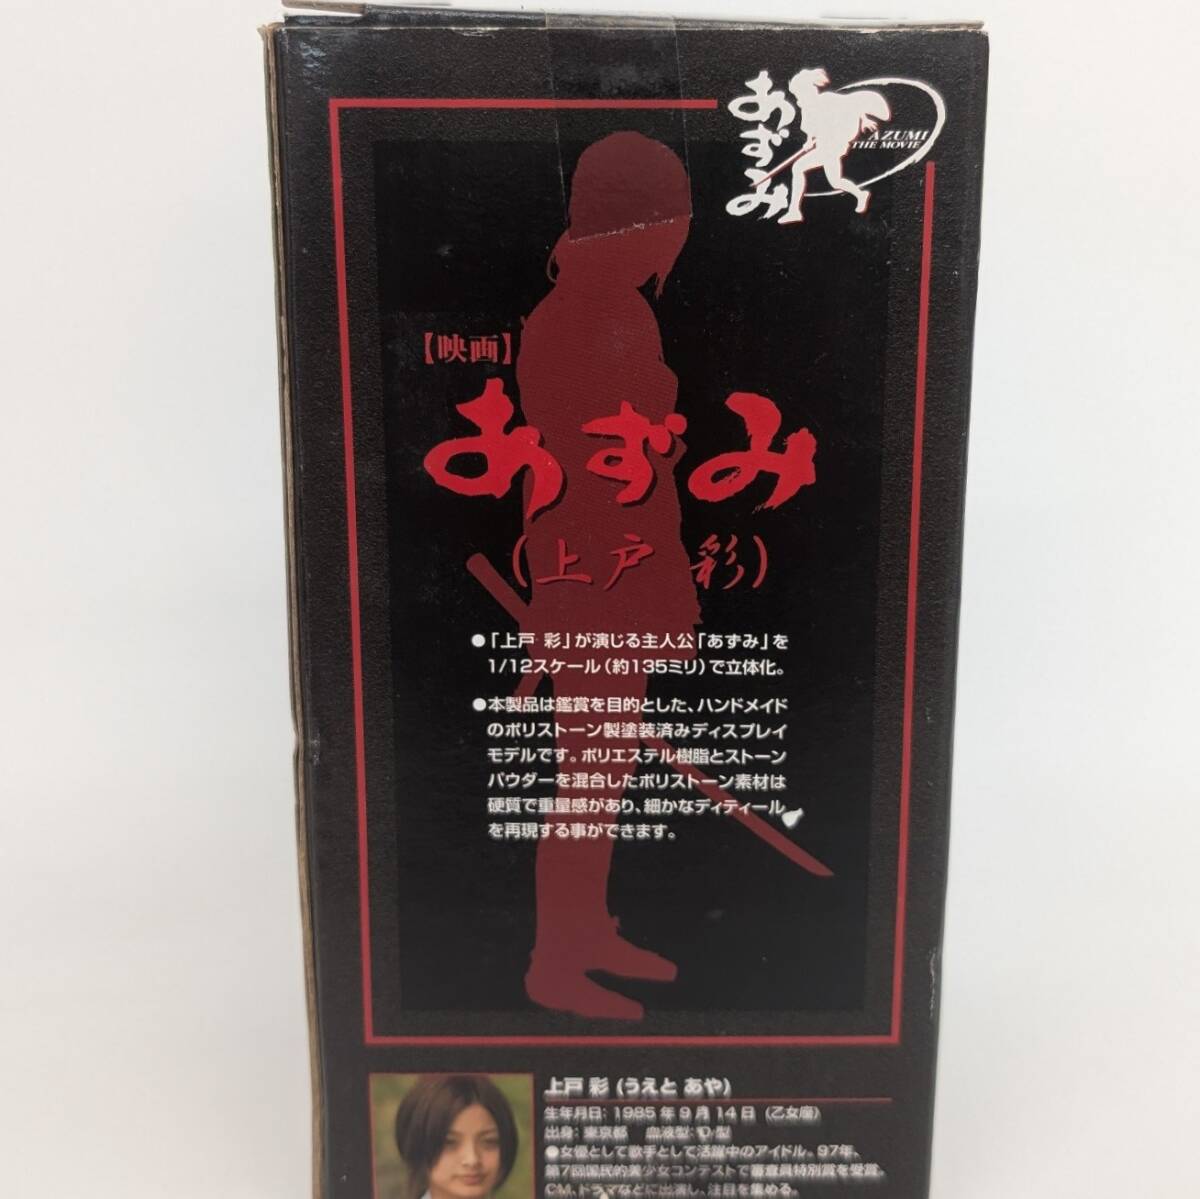 あずみ
AZUMI
THE MOVIE
【映画】
あずみ
(上戸 彩)
●「上戸 彩」が演じる主人公「あずみ」を
1/12スケール(約135ミリ)で立体化。
●本製品は鑑賞を目的とした、ハンドメイド
のポリストーン製塗装済みディスプレイ
モデルです。ポリエステル樹脂とストーン
パウダーを混合したポリストーン素材は
硬質で重量感があり、細かなディティール
を再現する事ができます。
上戸 彩 (うえと あや)
生年月日: 1985 年 9 月 14 日 (乙女座)
出身: 東京都 血液型: O 型
●女優として歌手として活躍中のアイドル。97年、
第7回国民的美少女コンテストで審査員特別賞を受賞。
CM、ドラマなどに出演し、注目を集める。